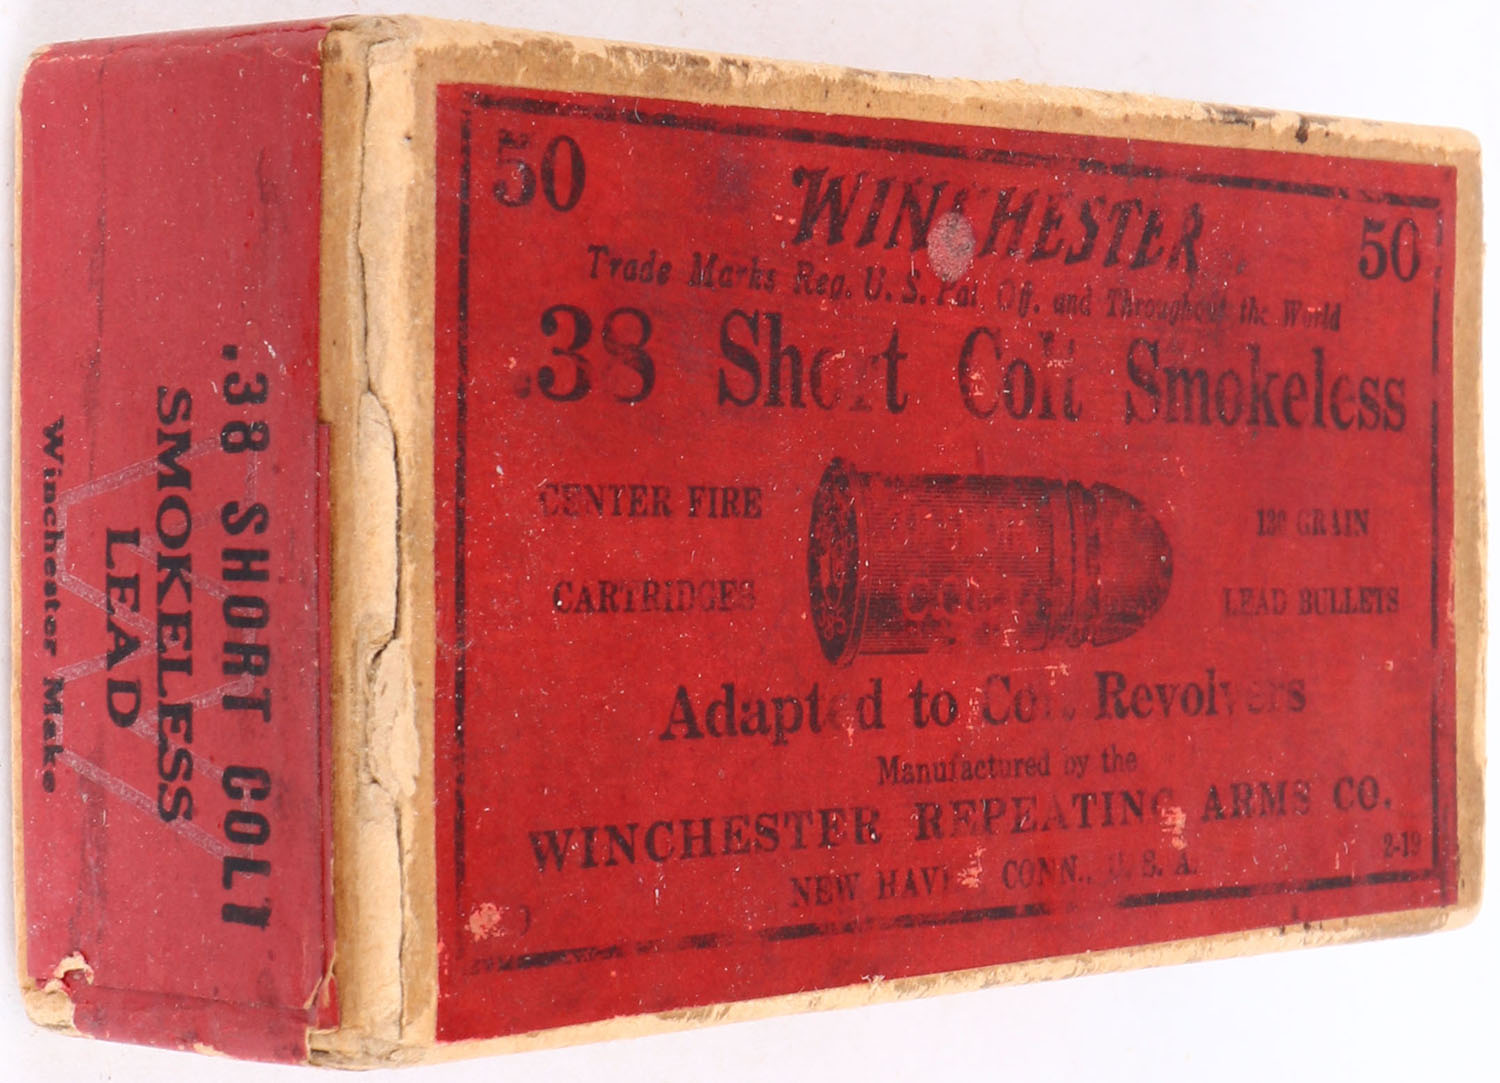 50
50
WINCHESTER
Trade Marks Reg. U. S. Pat. Off. and Throughout the World
.38 Short Colt Smokeless
CENTER FIRE
CARTRIDGES
130 GRAIN
LEAD BULLETS
Adapted to Colt Revolvers
Manufactured by the
WINCHESTER REPEATING ARMS CO.
NEW HAVEN, CONN., U. S. A.
2-19
.38 SHORT COLT
SMOKELESS
LEAD
Winchester Make
W